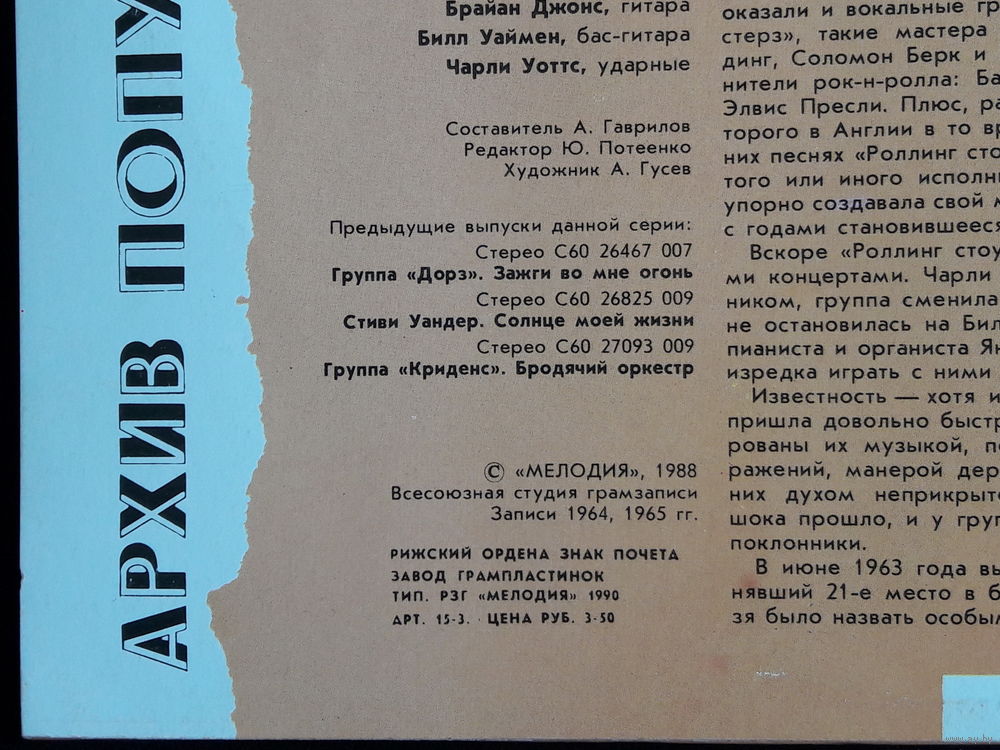 АРХИВ ПОПУ
Брайан Джонс, гитара
Билл Уаймен, бас-гитара
Чарли Уоттс, ударные
Составитель А. Гаврилов
Редактор Ю. Потеенко
Художник А. Гусев
Предыдущие выпуски данной серии:
Стерео С60 26467 007
Группа «Дорз». Зажги во мне огонь
Стерео С60 26825 009
Стиви Уандер. Солнце моей жизни
Стерео С60 27093 009
Группа «Криденс». Бродячий оркестр
© «МЕЛОДИЯ», 1988
Всесоюзная студия грамзаписи
Записи 1964, 1965 гг.
РИЖСКИЙ ОРДЕНА ЗНАК ПОЧЕТА
ЗАВОД ГРАМПЛАСТИНОК
ТИП. РЗГ «МЕЛОДИЯ» 1990
АРТ. 15-3. ЦЕНА РУБ. 3-50
оказали и вокальные гр
стерз», такие мастера
динг, Соломон Берк и
нители рок-н-ролла: Ба
Элвис Пресли. Плюс, ра
торого в Англии в то вр
них песнях «Роллинг сто
того или иного исполн
упорно создавала свой м
с годами становившееся
Вскоре «Роллинг стоу
ми концертами. Чарли
ником, группа сменила
не остановилась на Бил
пианиста и органиста Ян
изредка играть с ними
Известность — хотя и
пришла довольно быстр
рованы их музыкой, по
ражений, манерой дер
них духом неприкрыто
шока прошло, и у груп
поклонники.
В июне 1963 года вы
нявший 21-е место в б
зя было назвать особы